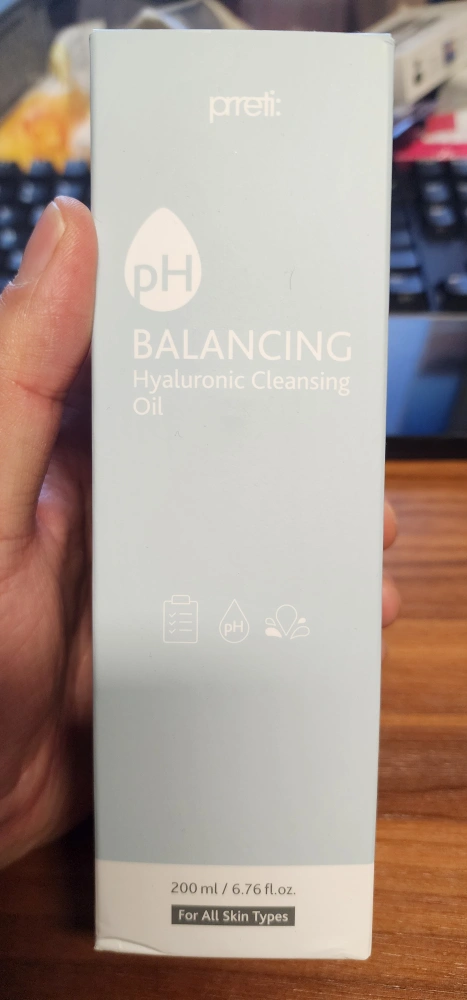 prreti:
pH
BALANCING
Hyaluronic Cleansing
Oil
pH
200 ml / 6.76 fl.oz.
For All Skin Types